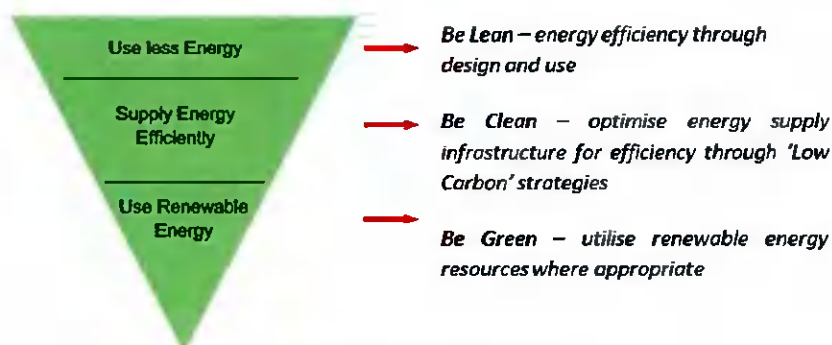 Use less Energy
Be Lean – energy efficiency through
design and use
Supply Energy
Efficiently
Be Clean – optimise energy supply
infrastructure for efficiency through 'Low
Carbon' strategies
Use Renewable
Energy
Be Green – utilise renewable energy
resources where appropriate